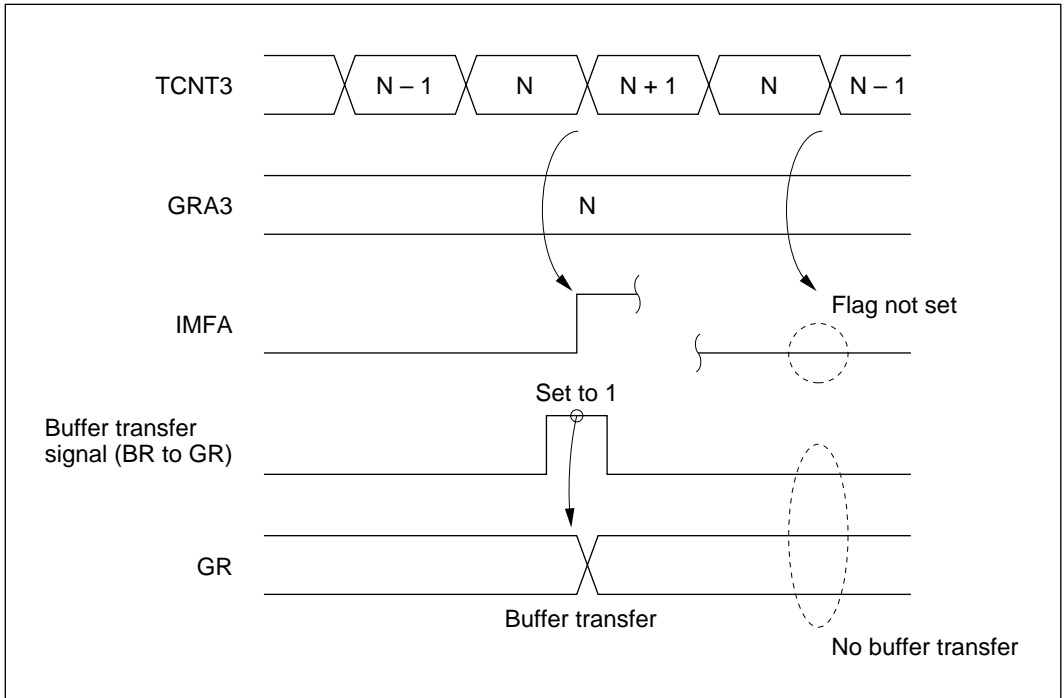 TCNT3
N – 1
N
N + 1
N
N – 1
GRA3
N
IMFA
Flag not set
Set to 1
Buffer transfer
signal (BR to GR)
GR
Buffer transfer
No buffer transfer